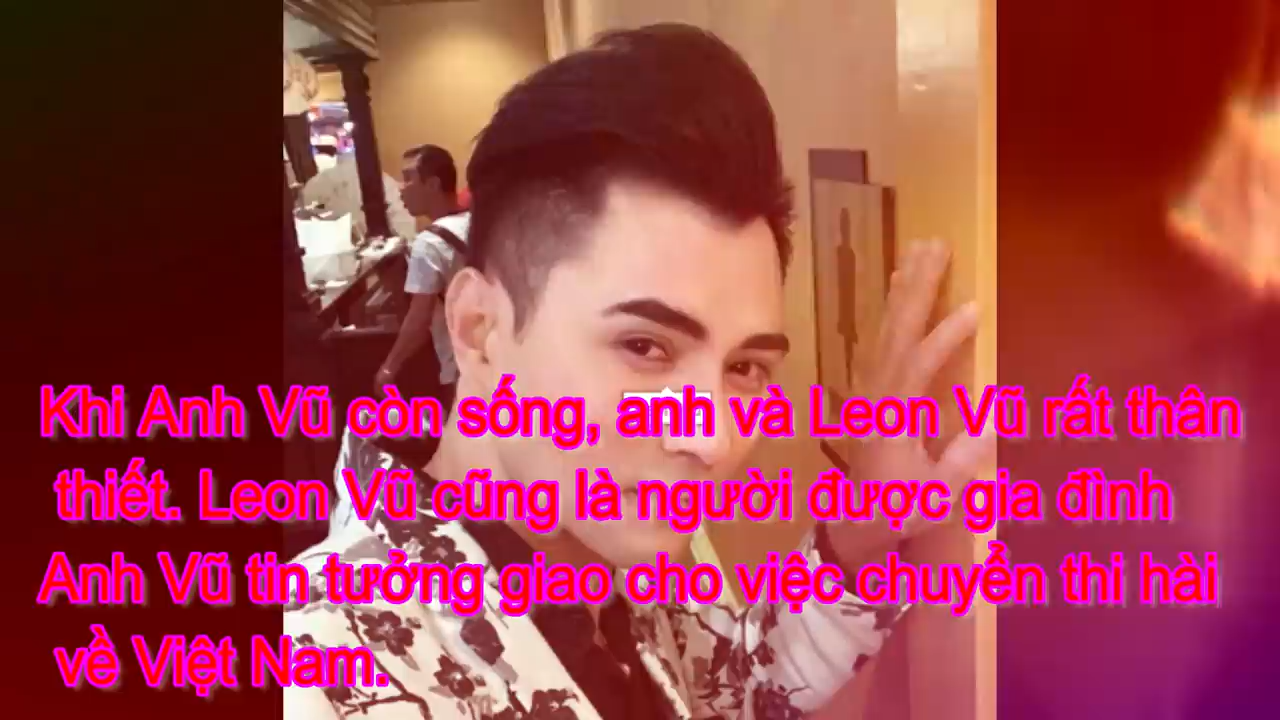 Khi Anh Vũ còn sống, anh và Leon Vũ rất thân
thiết. Leon Vũ cũng là người được gia đình
Anh Vũ tin tưởng giao cho việc chuyển thi hài
về Việt Nam.